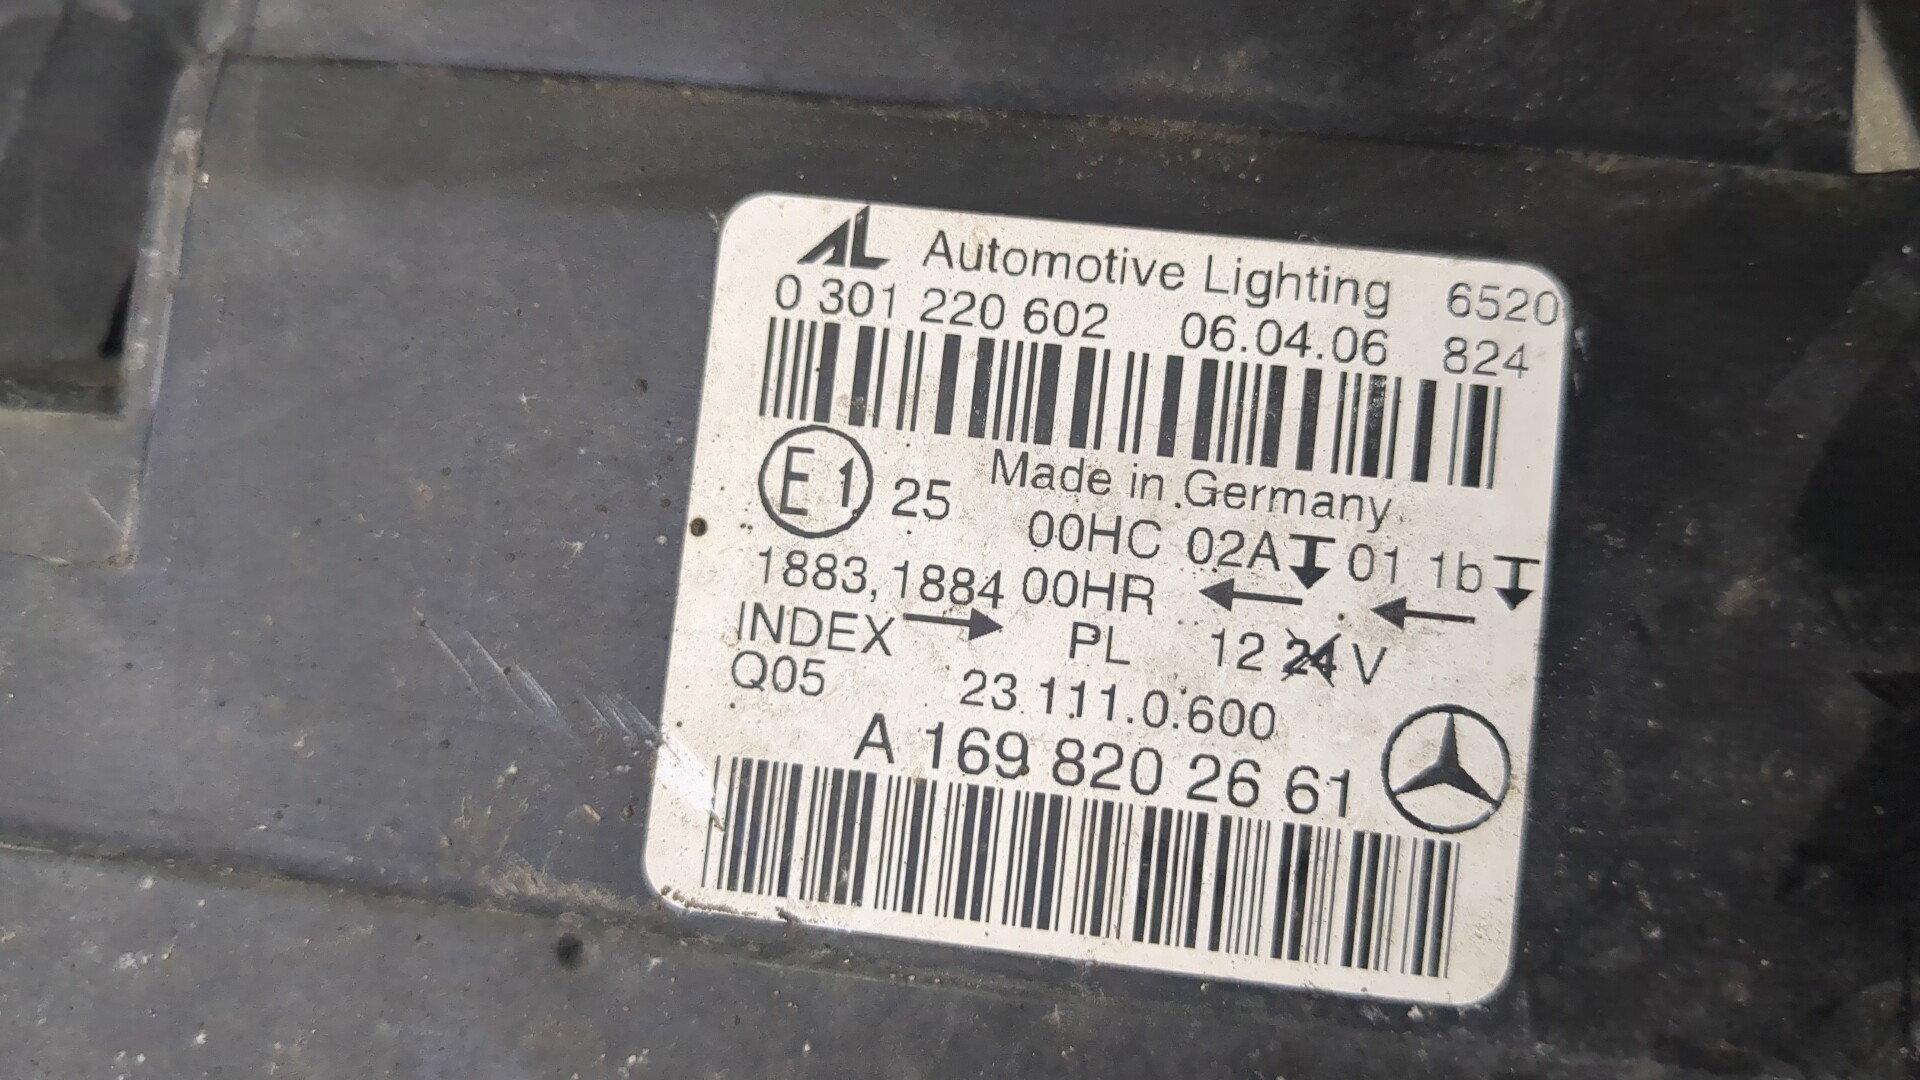 AL Automotive Lighting 6520
0 301 220 602 06.04.06 824
E1 25 Made in Germany
00HC 02A 01 1b
1883, 1884 00HR
INDEX PL 12 24 V
Q05 23.111.0.600
A 169 820 26 61